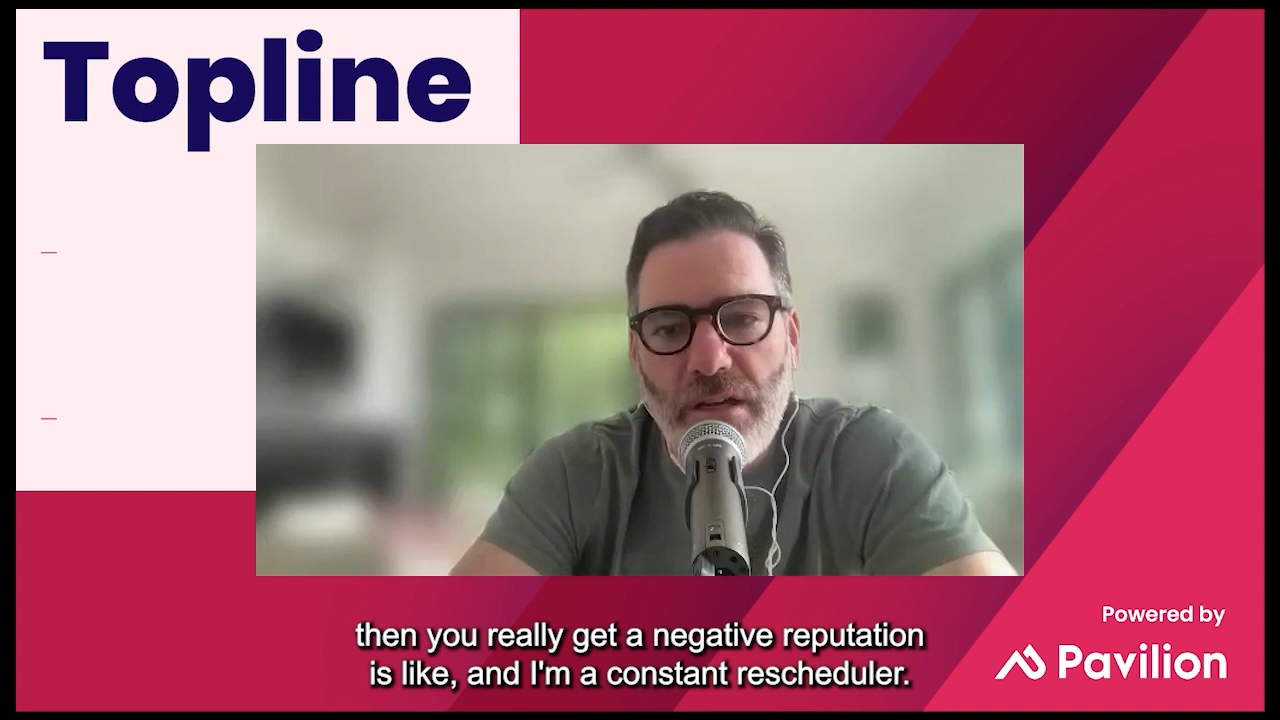 Topline
then you really get a negative reputation
is like, and I'm a constant rescheduler.
Powered by
Pavilion